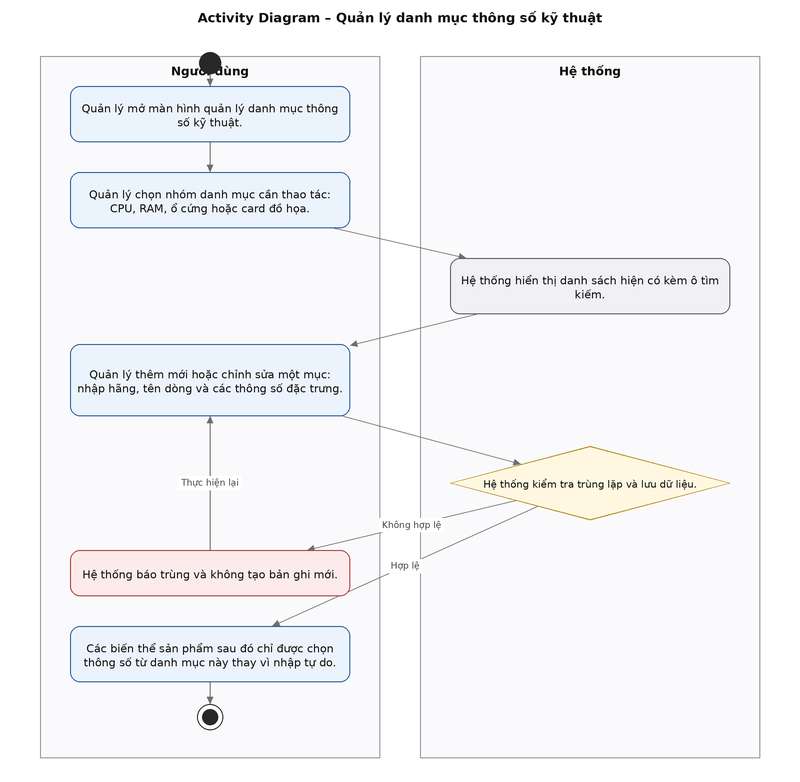 Activity Diagram – Quản lý danh mục thông số kỹ thuật
Người dùng
Hệ thống
Quản lý mở màn hình quản lý danh mục thông
số kỹ thuật.
Quản lý chọn nhóm danh mục cần thao tác:
CPU, RAM, ổ cứng hoặc card đồ họa.
Hệ thống hiển thị danh sách hiện có kèm ô tìm
kiếm.
Quản lý thêm mới hoặc chỉnh sửa một mục:
nhập hãng, tên dòng và các thông số đặc trưng.
Thực hiện lại
Hệ thống kiểm tra trùng lặp và lưu dữ liệu.
Không hợp lệ
Hợp lệ
Hệ thống báo trùng và không tạo bản ghi mới.
Các biến thể sản phẩm sau đó chỉ được chọn
thông số từ danh mục này thay vì nhập tự do.